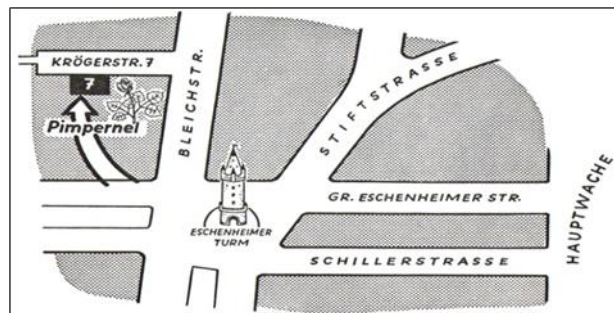 KRÖGERSTR. 7
7
Pimpernel
BLEICHSTR.
STIFTSTRASSE
ESCHENHEIMER
TURM
GR. ESCHENHEIMER STR.
SCHILLERSTRASSE
HAUPTWACHE